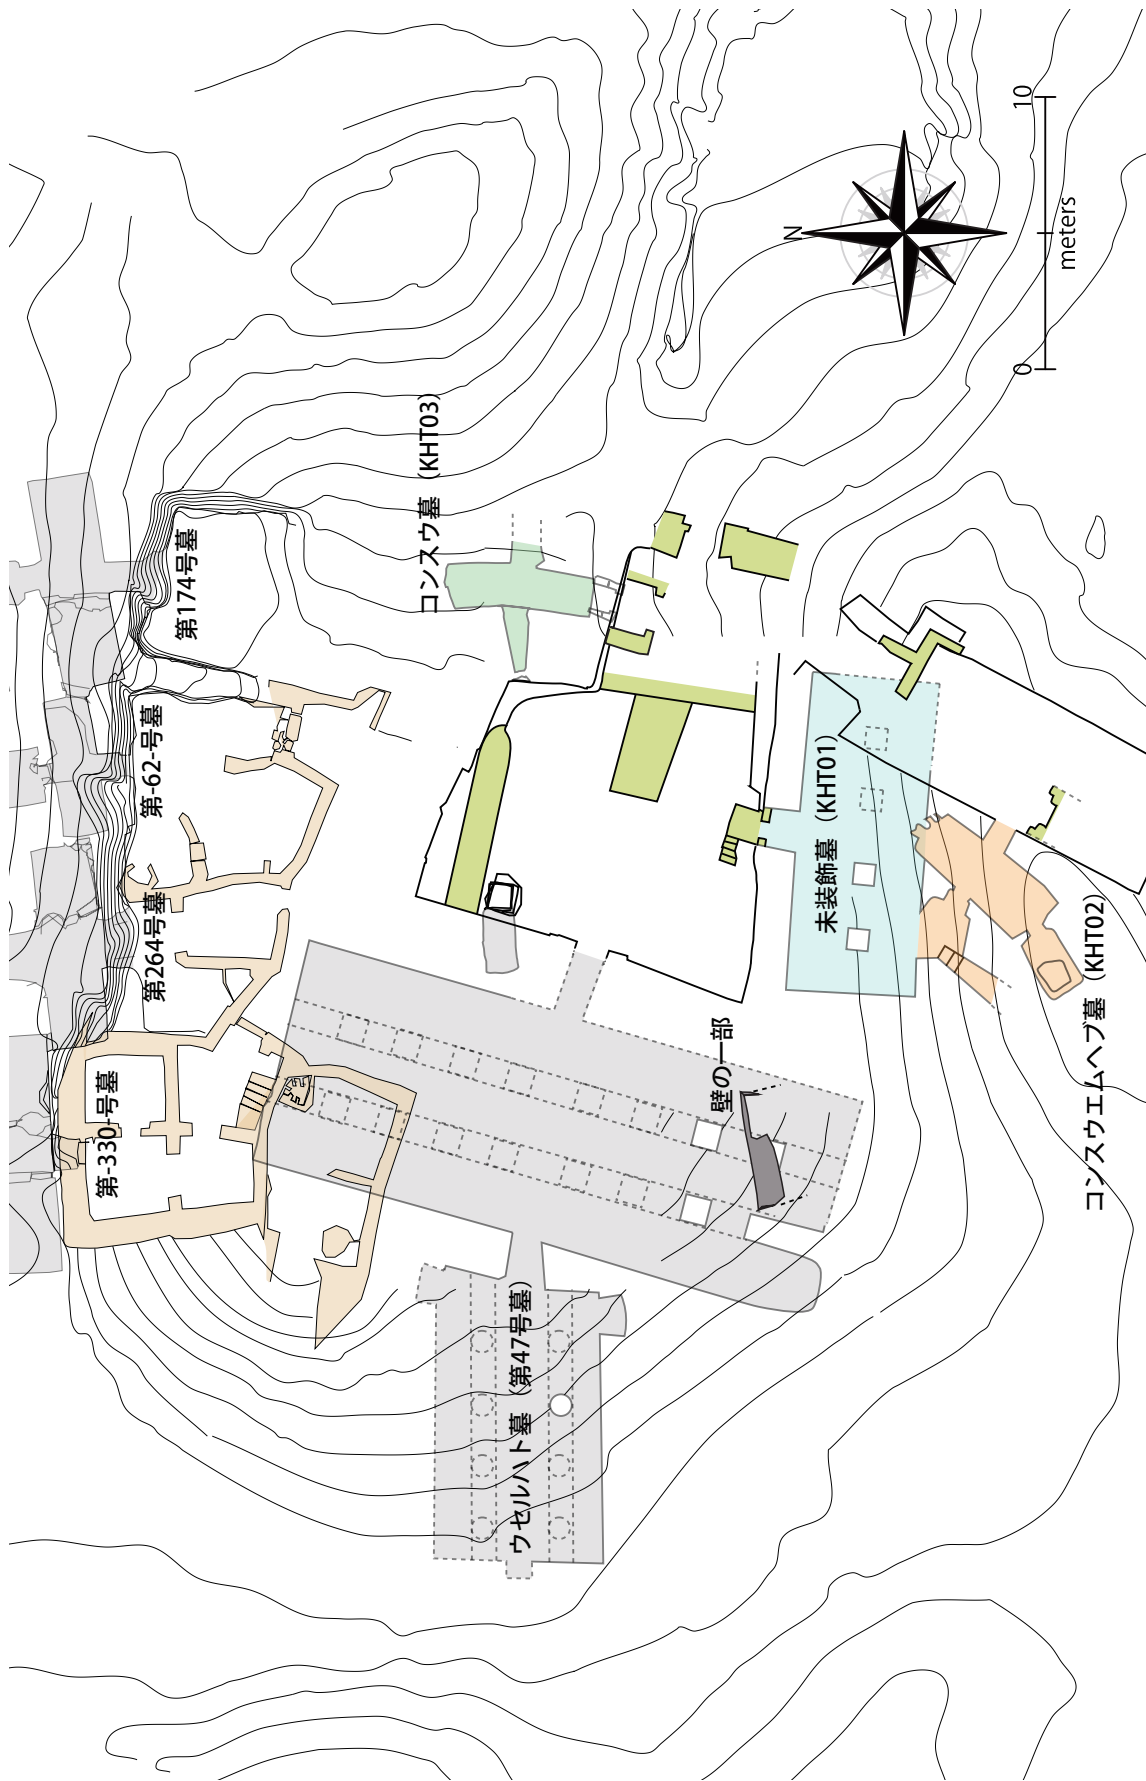 第174号墓
第-62-号墓
第264号墓
第-330-号墓
コンスウ墓（KHT03）
ウセルハト墓（第47号墓）
壁の一部
未装飾墓（KHT01）
コンスウエムヘブ墓（KHT02）
N
0
10
meters